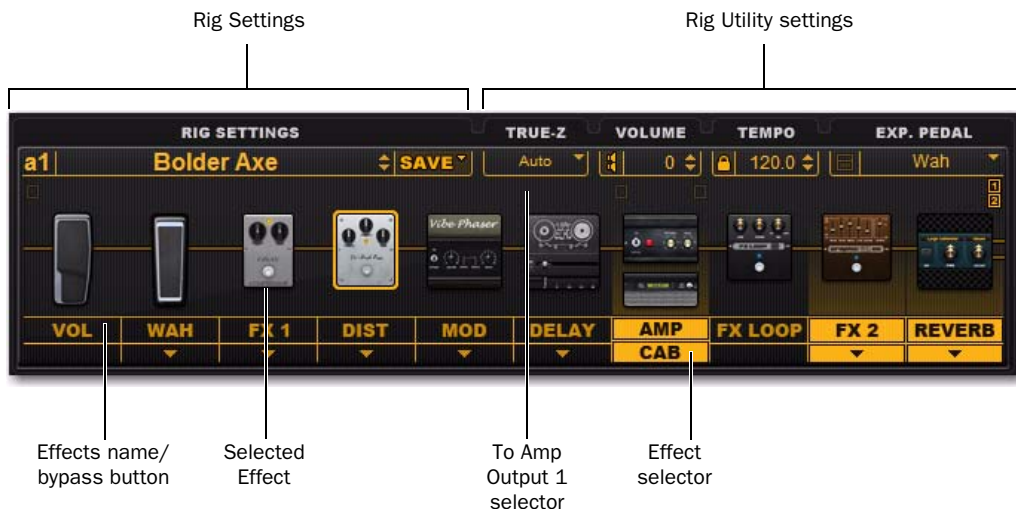 Rig Settings
Rig Utility settings
RIG SETTINGS
TRUE-Z
VOLUME
TEMPO
EXP. PEDAL
a1
Bolder Axe
SAVE
Auto
0
120.0
Wah
1
2
Vibe Phaser
FX LOOP
VOL
WAH
FX 1
DIST
MOD
DELAY
AMP
FX LOOP
FX 2
REVERB
CAB
Effects name/
bypass button
Selected
Effect
To Amp
Output 1
selector
Effect
selector